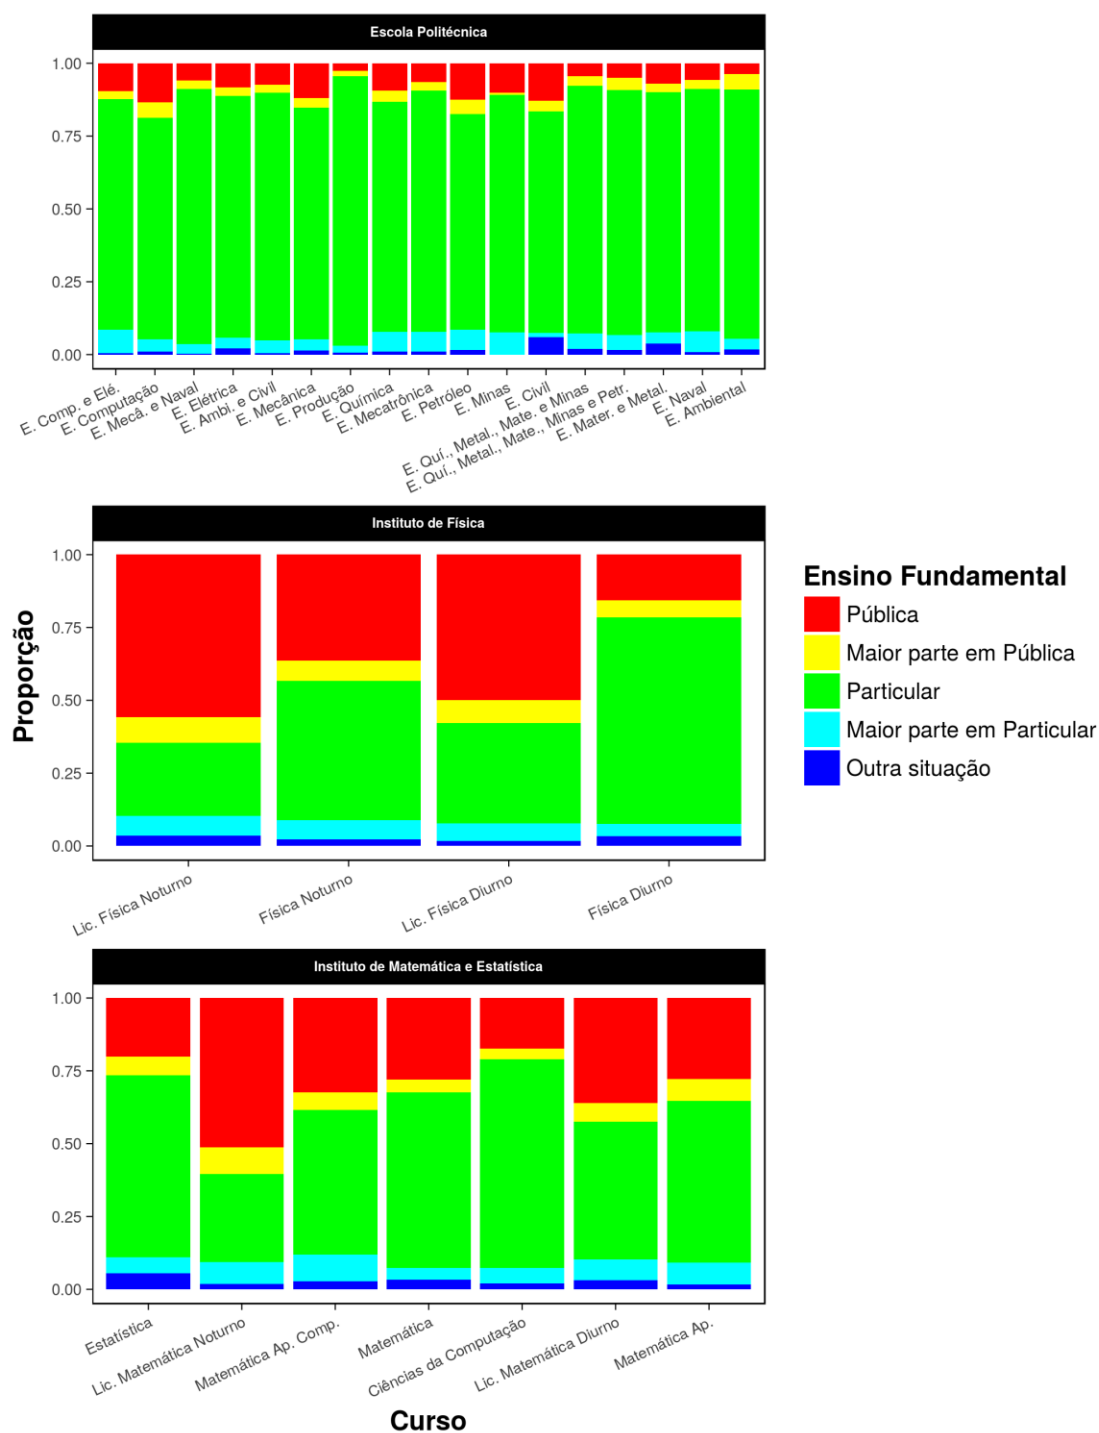 Escola Politécnica
1.00
0.75
0.50
0.25
0.00
E. Comp. e Elé.
E. Computação
E. Mecâ. e Naval
E. Elétrica
E. Ambi. e Civil
E. Mecânica
E. Produção
E. Química
E. Mecatrônica
E. Petróleo
E. Minas
E. Civil
E. Quí., Metal., Mate. e Minas
E. Quí., Metal., Mate., Minas e Petr.
E. Mater. e Metal.
E. Naval
E. Ambiental
Instituto de Física
1.00
0.75
0.50
0.25
0.00
Lic. Física Noturno
Física Noturno
Lic. Física Diurno
Física Diurno
Proporção
Ensino Fundamental
Pública
Maior parte em Pública
Particular
Maior parte em Particular
Outra situação
Instituto de Matemática e Estatística
1.00
0.75
0.50
0.25
0.00
Estatística
Lic. Matemática Noturno
Matemática Ap. Comp.
Matemática
Ciências da Computação
Lic. Matemática Diurno
Matemática Ap.
Curso